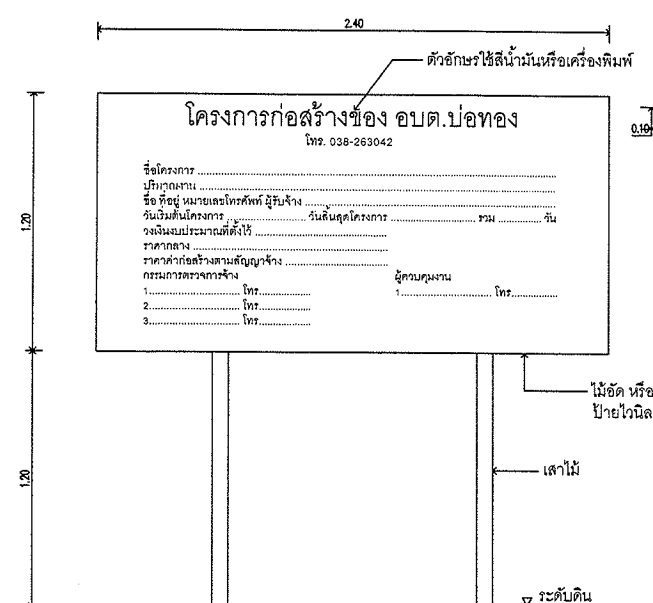 2.40
ตัวอักษรใช้สีน้ำมันหรือเครื่องพิมพ์
โครงการก่อสร้างของ อบต.บ่อทอง
โทร. 038-263042
0.10
ชื่อโครงการ ....................
ปริมาณงาน ....................
ชื่อ ที่อยู่ หมายเลขโทรศัพท์ ผู้รับจ้าง ....................
วันเริ่มต้นโครงการ .................... วันสิ้นสุดโครงการ .................... รวม ............ วัน
วงเงินงบประมาณที่ตั้งไว้ ....................
ราคากลาง ....................
ราคาค่าก่อสร้างตามสัญญาจ้าง ....................
กรรมการตรวจการจ้าง ผู้ควบคุมงาน
1.................... โทร............... 1.................... โทร...............
2.................... โทร...............
3.................... โทร...............
1.20
ไม้อัด หรือ
ป้ายไวนิล
เสาไม้
1.20
ระดับดิน